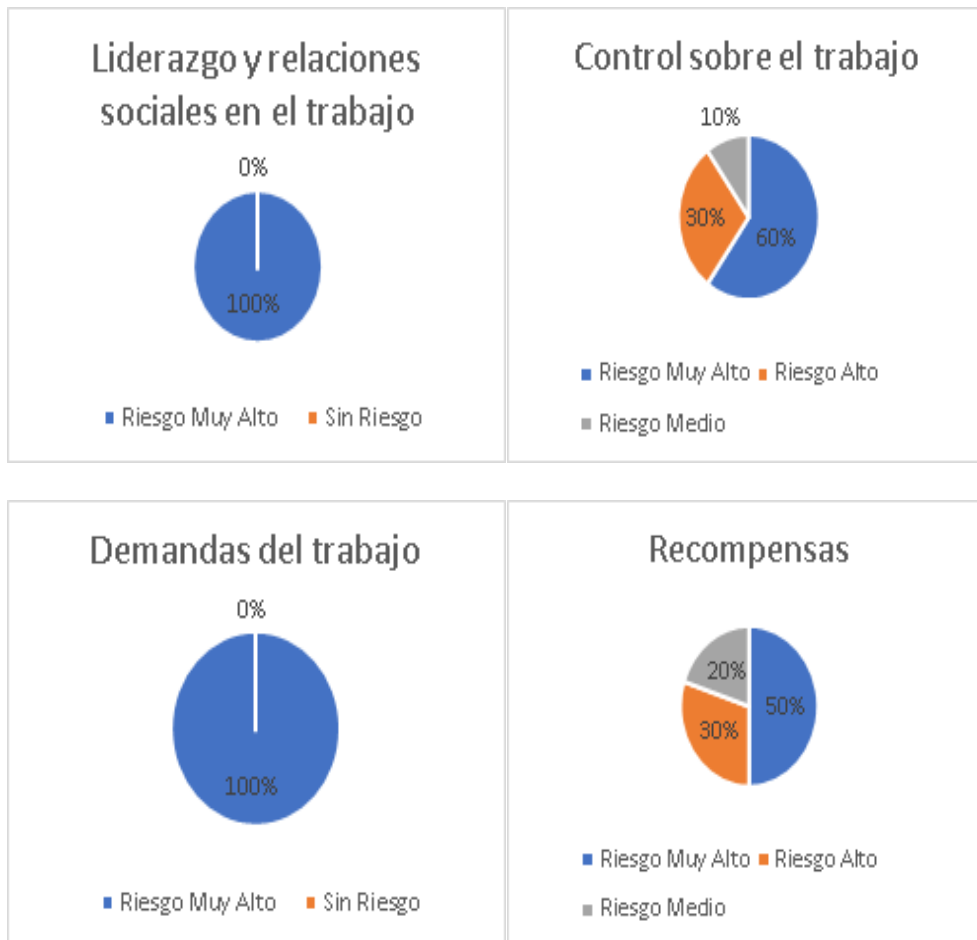 Liderazgo y relaciones
sociales en el trabajo
0%
100%
Riesgo Muy Alto Sin Riesgo
Control sobre el trabajo
10%
30%
60%
Riesgo Muy Alto Riesgo Alto
Riesgo Medio
Demandas del trabajo
0%
100%
Riesgo Muy Alto Sin Riesgo
Recompensas
20%
50%
30%
Riesgo Muy Alto Riesgo Alto
Riesgo Medio